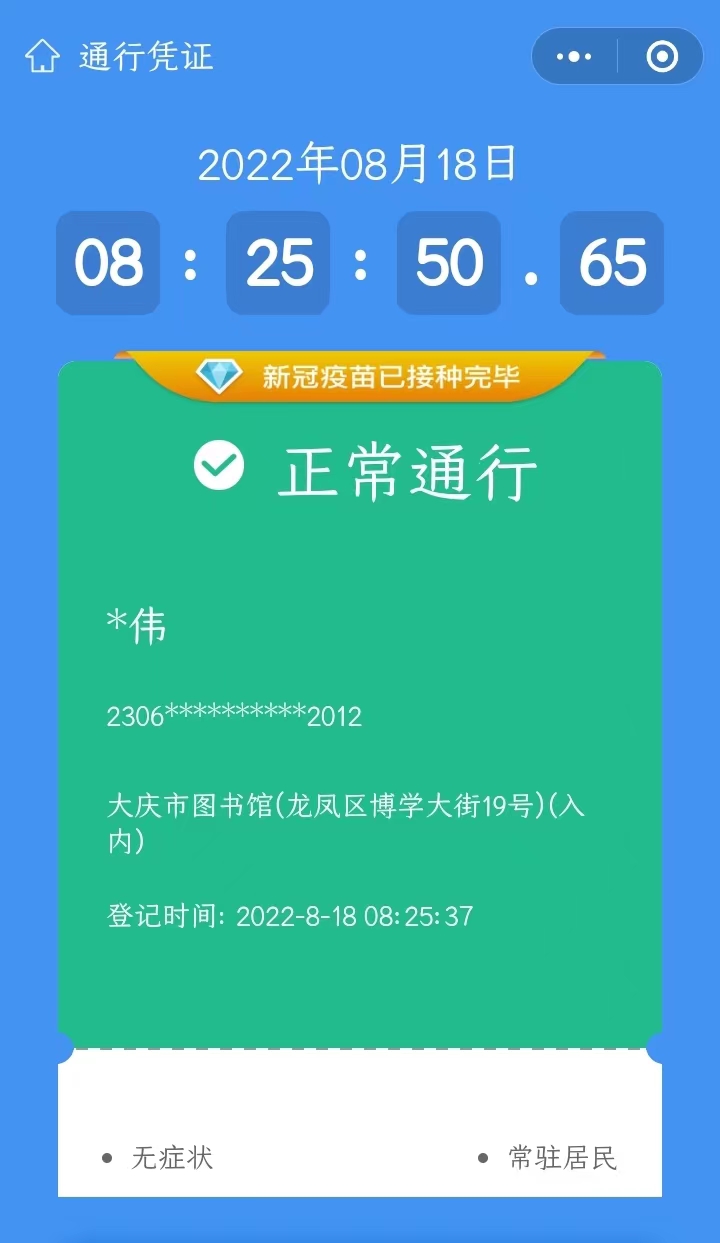 通行凭证
2022年08月18日
08 : 25 : 50 . 65
新冠疫苗已接种完毕
正常通行
*伟
2306**********2012
大庆市图书馆(龙凤区博学大街19号)(入
内)
登记时间: 2022-8-18 08:25:37
• 无症状
• 常驻居民